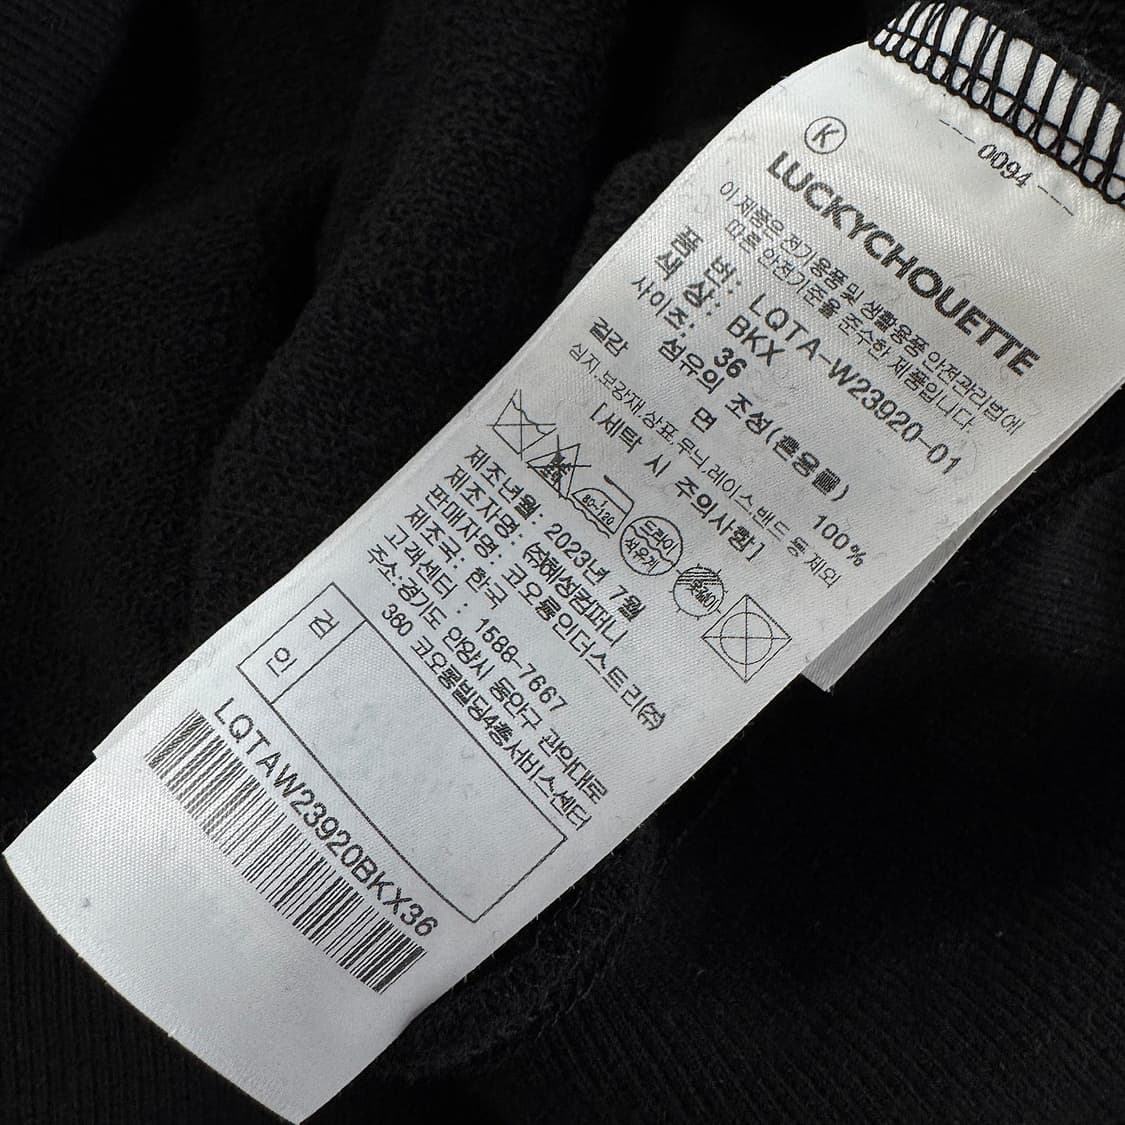 0094
K
LUCKYCHOUETTE
이 제품은 전기용품 및 생활용품 안전관리법에
따른 안전기준을 준수한 제품입니다.
품 번: LQTA-W23920-01
색 상: BKX
사이즈: 36
섬유의 조성(혼용률)
겉감 면 100%
심지,보강재,상표,무늬,레이스,밴드 등 제외
[세탁 시 주의사항]
80~120
드라이
석유계
제조년월: 2023년 7월
제조자명: ㈜해성컴퍼니
판매자명: 코오롱인더스트리㈜
제조국: 한국
고객센터: 1588-7667
주소:경기도 안양시 동안구 관악대로
360 코오롱빌딩4층서비스센터
검
인
LQTAW23920BKX36